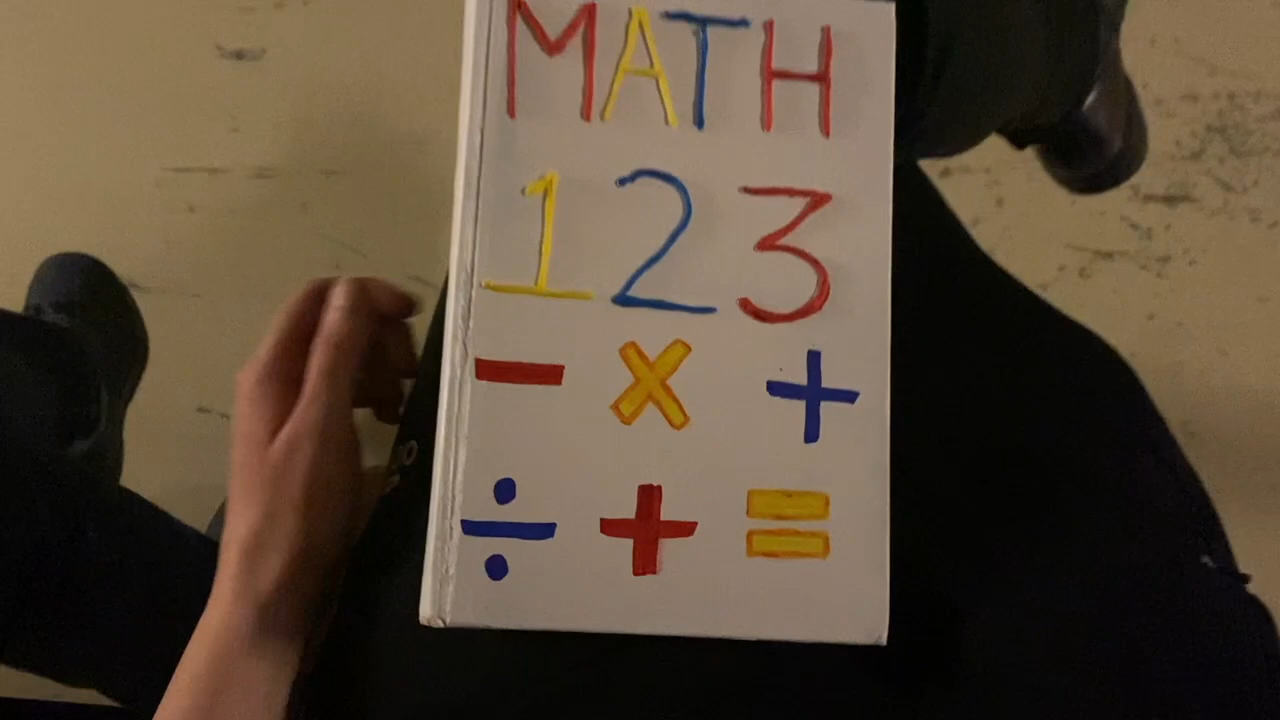 MATH
1 2 3
- × +
÷ + =